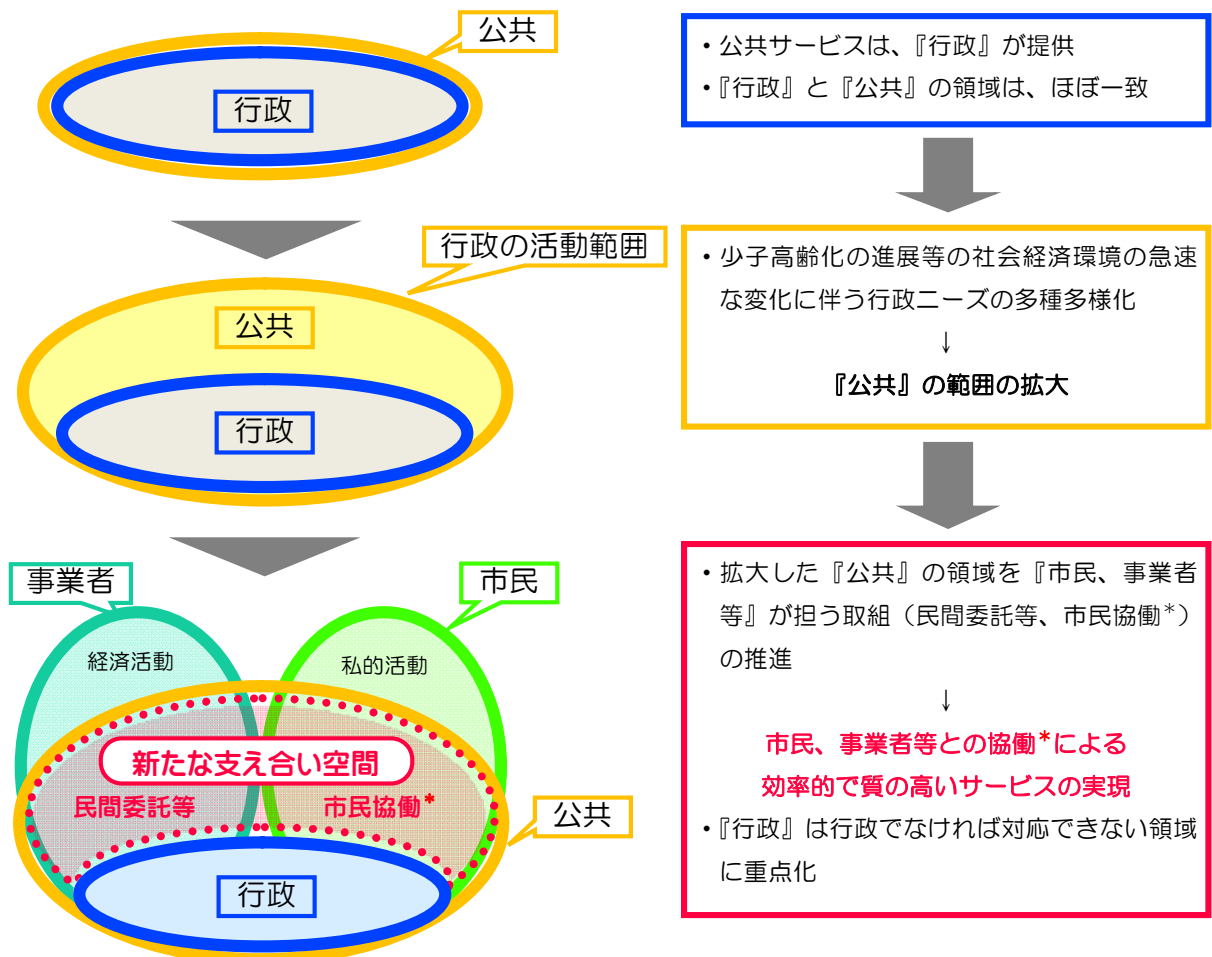 公共
行政
・公共サービスは、『行政』が提供
・『行政』と『公共』の領域は、ほぼ一致
行政の活動範囲
公共
行政
・少子高齢化の進展等の社会経済環境の急速
な変化に伴う行政ニーズの多種多様化
↓
『公共』の範囲の拡大
事業者
市民
経済活動
私的活動
新たな支え合い空間
民間委託等
市民協働*
公共
行政
・拡大した『公共』の領域を『市民、事業者
等』が担う取組（民間委託等、市民協働*）
の推進
↓
市民、事業者等との協働*による
効率的で質の高いサービスの実現
・『行政』は行政でなければ対応できない領域
に重点化